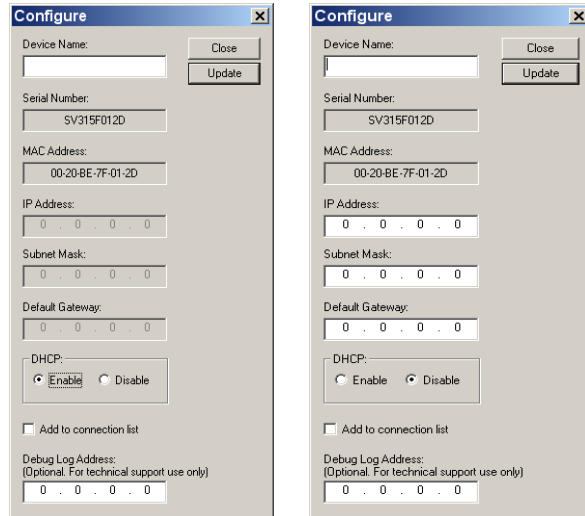 Configure
Device Name:
Close
Update
Serial Number:
SV315F012D
MAC Address:
00-20-BE-7F-01-2D
IP Address:
0 . 0 . 0 . 0
Subnet Mask:
0 . 0 . 0 . 0
Default Gateway:
0 . 0 . 0 . 0
DHCP:
Enable Disable
Add to connection list
Debug Log Address:
(Optional. For technical support use only)
0 . 0 . 0 . 0
Configure
Device Name:
Close
Update
Serial Number:
SV315F012D
MAC Address:
00-20-BE-7F-01-2D
IP Address:
0 . 0 . 0 . 0
Subnet Mask:
0 . 0 . 0 . 0
Default Gateway:
0 . 0 . 0 . 0
DHCP:
Enable Disable
Add to connection list
Debug Log Address:
(Optional. For technical support use only)
0 . 0 . 0 . 0